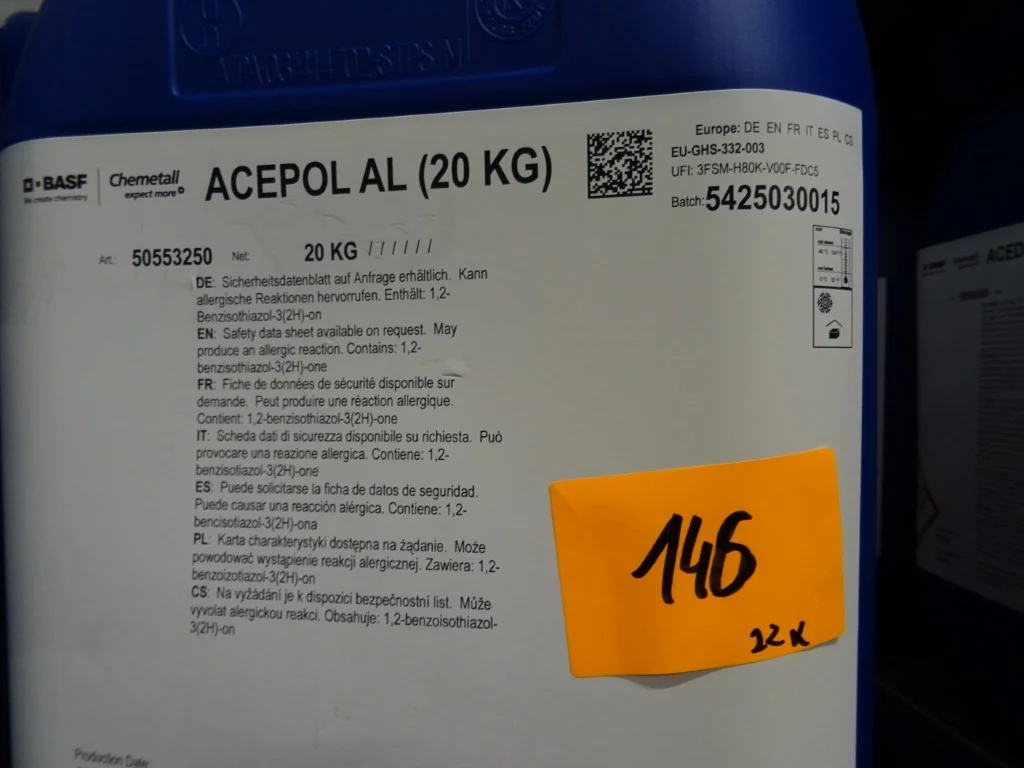 BASF
We create chemistry
Chemetall
expect more
ACEPOL AL (20 KG)
Europe: DE EN FR IT ES PL CS
EU-GHS-332-003
UFI: 3FSM-H80K-V00F-FDC5
Batch: 5425030015
Art.: 50553250 Net: 20 KG / / / / / /
DE: Sicherheitsdatenblatt auf Anfrage erhältlich. Kann
allergische Reaktionen hervorrufen. Enthält: 1,2-
Benzisothiazol-3(2H)-on
EN: Safety data sheet available on request. May
produce an allergic reaction. Contains: 1,2-
benzisothiazol-3(2H)-one
FR: Fiche de données de sécurité disponible sur
demande. Peut produire une réaction allergique.
Contient: 1,2-benzisothiazol-3(2H)-one
IT: Scheda dati di sicurezza disponibile su richiesta. Può
provocare una reazione allergica. Contiene: 1,2-
benzisotiazol-3(2H)-one
ES: Puede solicitarse la ficha de datos de seguridad.
Puede causar una reacción alérgica. Contiene: 1,2-
bencisotiazol-3(2H)-ona
PL: Karta charakterystyki dostępna na żądanie. Może
powodować wystąpienie reakcji alergicznej. Zawiera: 1,2-
benzoizotiazol-3(2H)-on
CS: Na vyžádání je k dispozici bezpečnostní list. Může
vyvolat alergickou reakci. Obsahuje: 1,2-benzoisothiazol-
3(2H)-on
146
22 K
Production Date
BASF
Chemetall